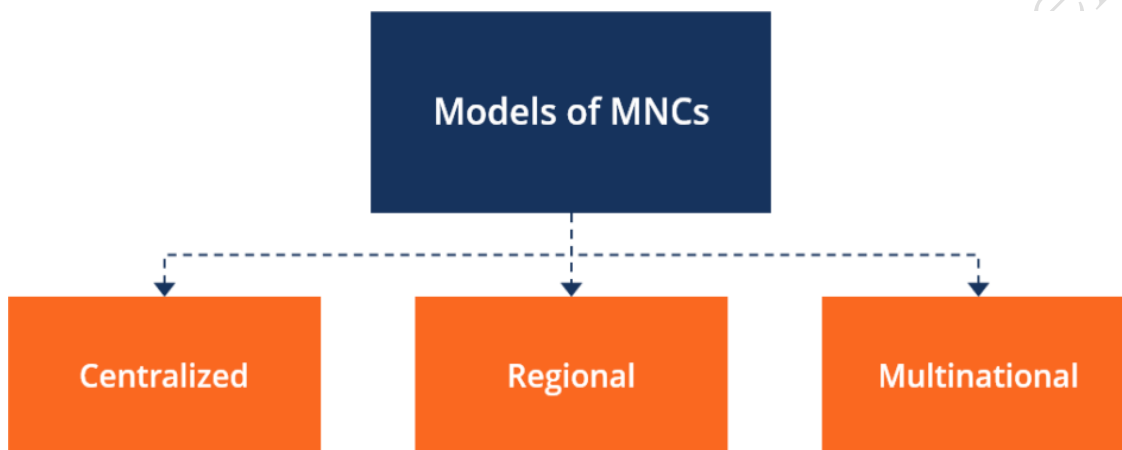 Models of MNCs
Centralized
Regional
Multinational